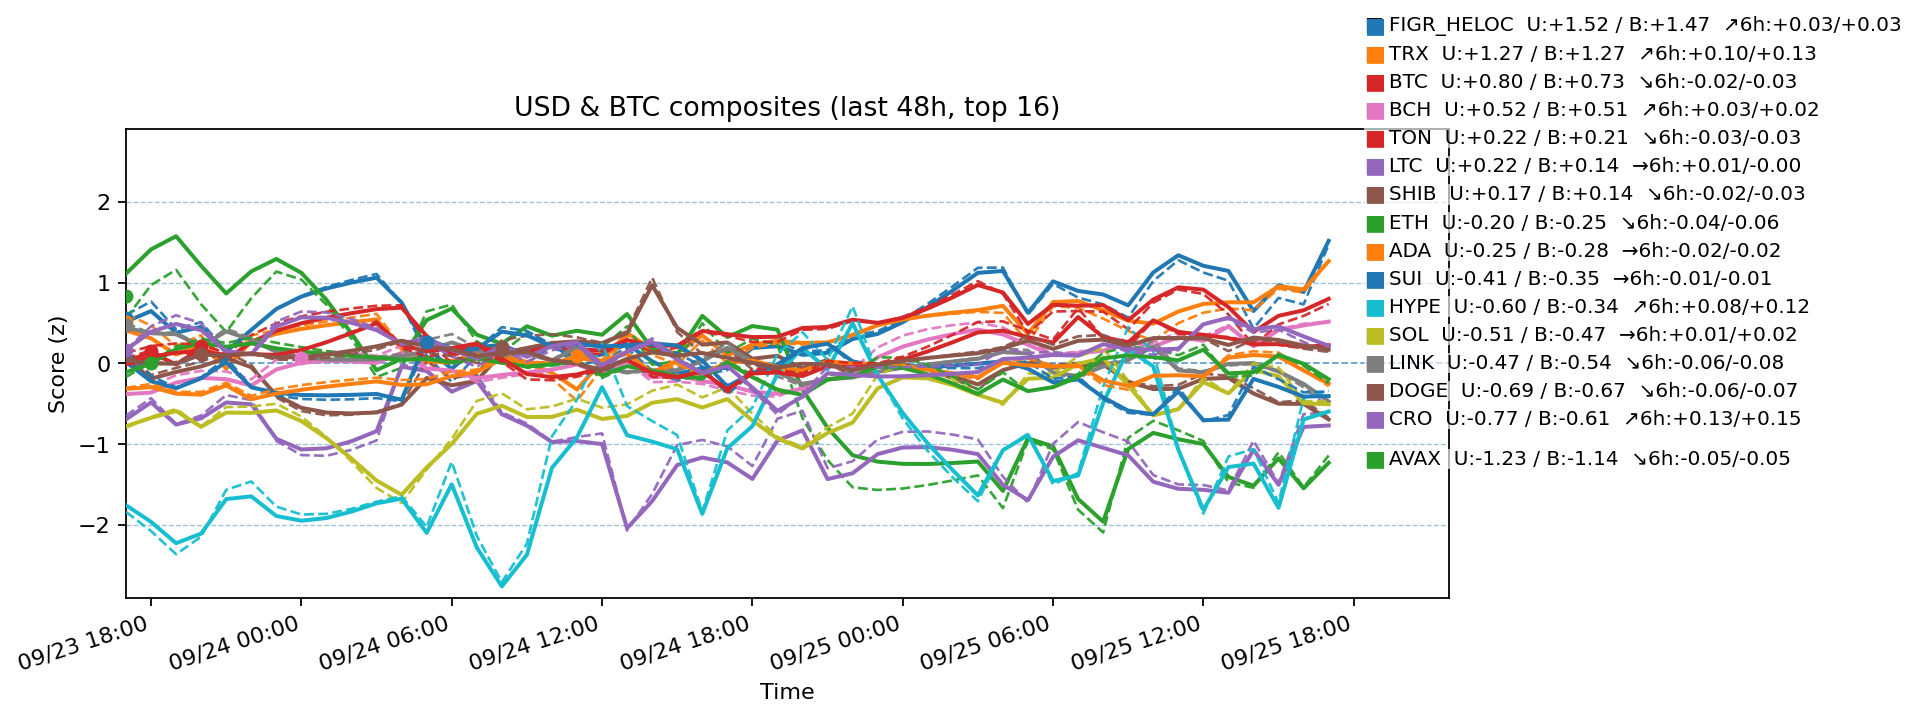 FIGR_HELOC  U:+1.52 / B:+1.47  ↗6h:+0.03/+0.03
TRX  U:+1.27 / B:+1.27  ↗6h:+0.10/+0.13
BTC  U:+0.80 / B:+0.73  ↘6h:-0.02/-0.03
USD & BTC composites (last 48h, top 16)
BCH  U:+0.52 / B:+0.51  ↗6h:+0.03/+0.02
TON  U:+0.22 / B:+0.21  ↘6h:-0.03/-0.03
LTC  U:+0.22 / B:+0.14  →6h:+0.01/-0.00
SHIB  U:+0.17 / B:+0.14  ↘6h:-0.02/-0.03
ETH  U:-0.20 / B:-0.25  ↘6h:-0.04/-0.06
ADA  U:-0.25 / B:-0.28  →6h:-0.02/-0.02
SUI  U:-0.41 / B:-0.35  →6h:-0.01/-0.01
HYPE  U:-0.60 / B:-0.34  ↗6h:+0.08/+0.12
SOL  U:-0.51 / B:-0.47  →6h:+0.01/+0.02
LINK  U:-0.47 / B:-0.54  ↘6h:-0.06/-0.08
DOGE  U:-0.69 / B:-0.67  ↘6h:-0.06/-0.07
CRO  U:-0.77 / B:-0.61  ↗6h:+0.13/+0.15
AVAX  U:-1.23 / B:-1.14  ↘6h:-0.05/-0.05
Score (z)
2
1
0
−1
−2
09/23 18:00
09/24 00:00
09/24 06:00
09/24 12:00
09/24 18:00
09/25 00:00
09/25 06:00
09/25 12:00
09/25 18:00
Time